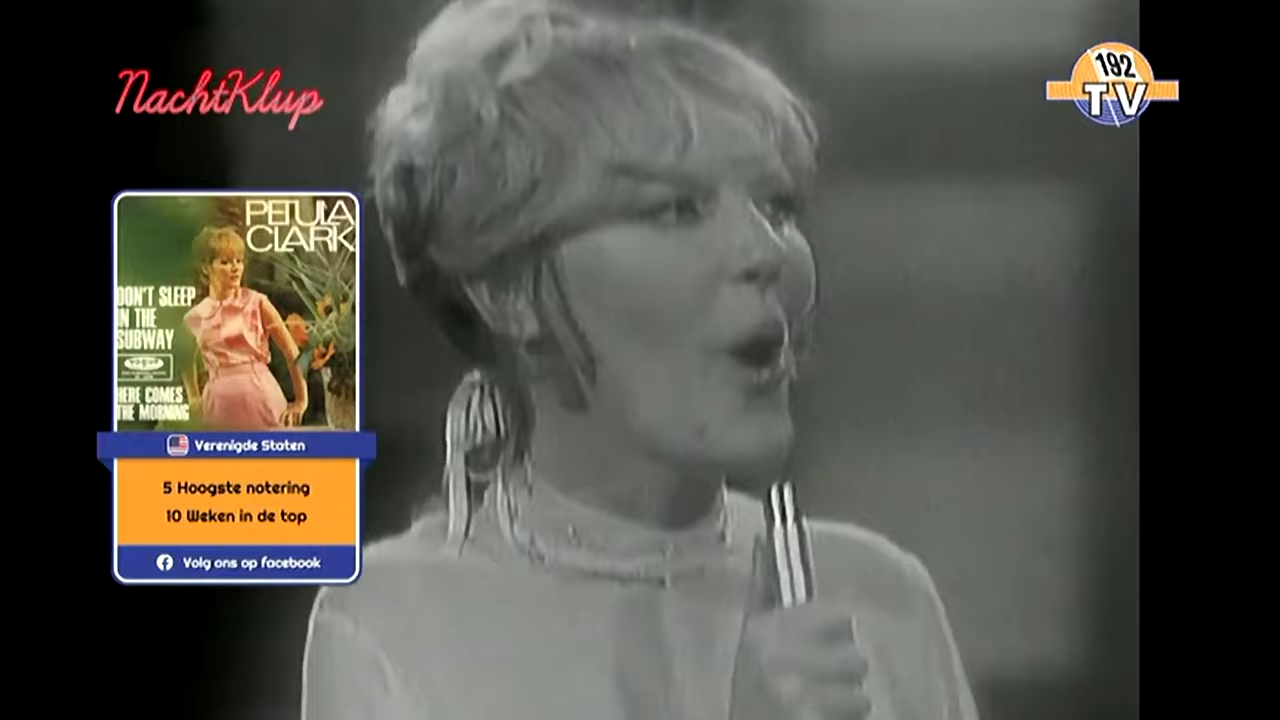 NachtKlup
192
TV
PETULA
CLARK
DON'T SLEEP
IN THE
SUBWAY
HERE COMES
THE MORNING
Verenigde Staten
5 Hoogste notering
10 Weken in de top
Volg ons op facebook